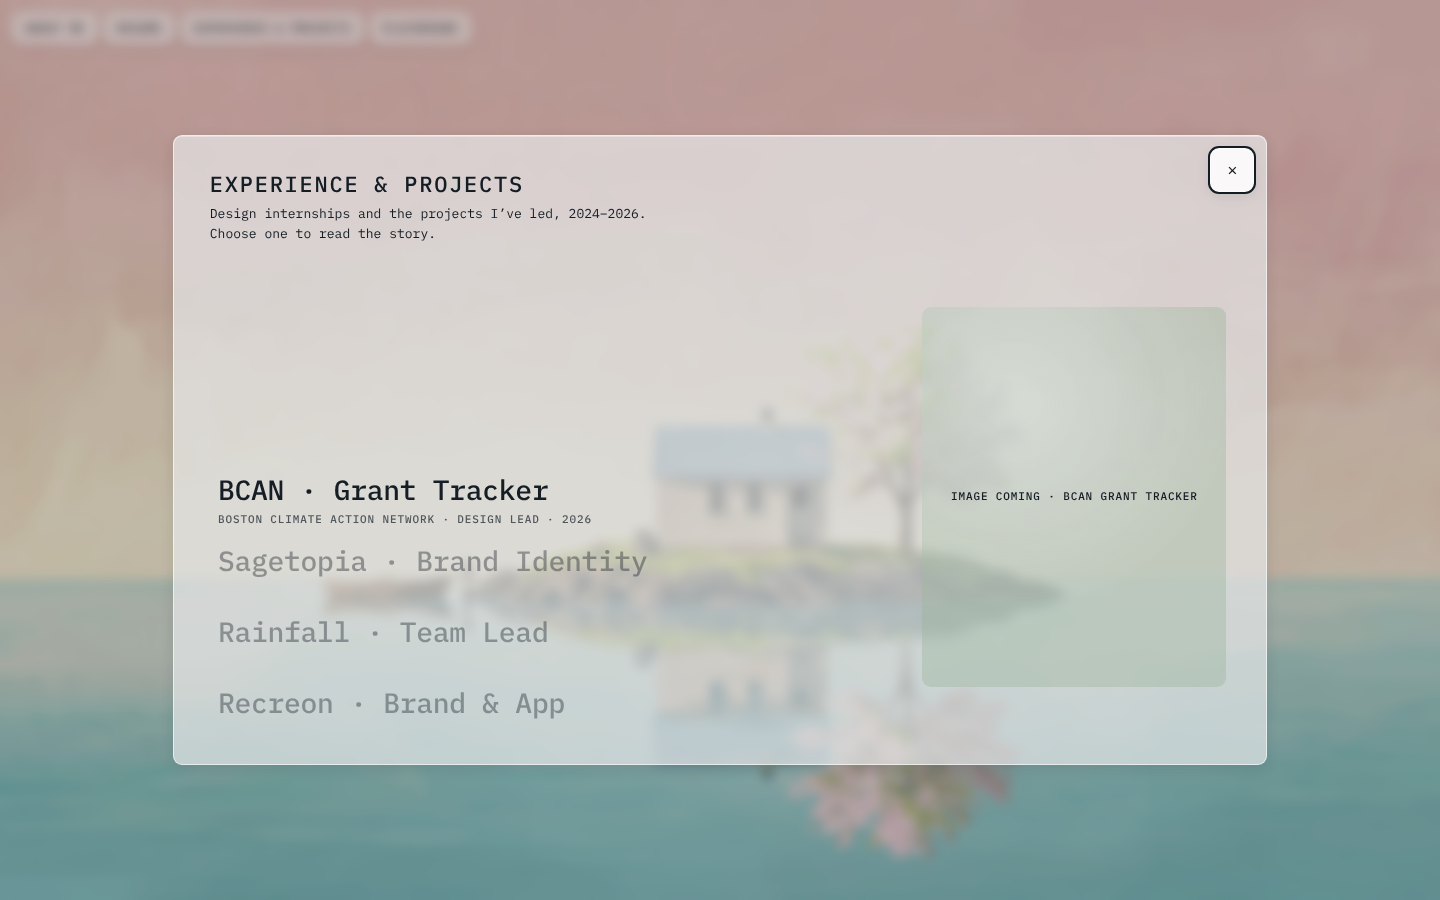 EXPERIENCE & PROJECTS
Design internships and the projects I’ve led, 2024–2026.
Choose one to read the story.
×
BCAN · Grant Tracker
BOSTON CLIMATE ACTION NETWORK · DESIGN LEAD · 2026
Sagetopia · Brand Identity
Rainfall · Team Lead
Recreon · Brand & App
IMAGE COMING · BCAN GRANT TRACKER